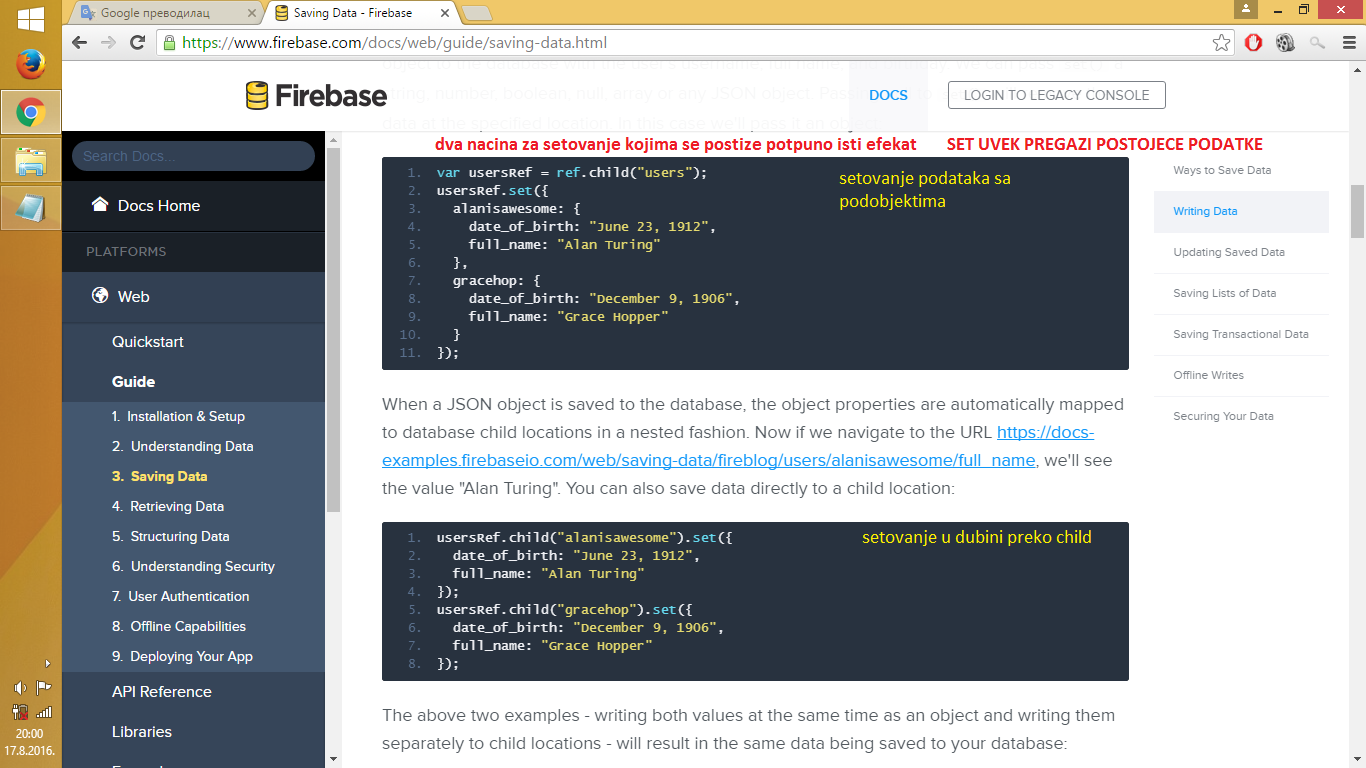 Google преводилац
Saving Data - Firebase
https://www.firebase.com/docs/web/guide/saving-data.html
Firebase
DOCS
LOGIN TO LEGACY CONSOLE
Search Docs...
Docs Home
PLATFORMS
Web
Quickstart
Guide
1. Installation & Setup
2. Understanding Data
3. Saving Data
4. Retrieving Data
5. Structuring Data
6. Understanding Security
7. User Authentication
8. Offline Capabilities
9. Deploying Your App
API Reference
Libraries
dva nacina za setovanje kojima se postize potpuno isti efekat
SET UVEK PREGAZI POSTOJECE PODATKE
1. var usersRef = ref.child("users");
2. usersRef.set({
3. alanisawesome: {
4. date_of_birth: "June 23, 1912",
5. full_name: "Alan Turing"
6. },
7. gracehop: {
8. date_of_birth: "December 9, 1906",
9. full_name: "Grace Hopper"
10. }
11. });
setovanje podataka sa
podobjektima
When a JSON object is saved to the database, the object properties are automatically mapped
to database child locations in a nested fashion. Now if we navigate to the URL https://docs-
examples.firebaseio.com/web/saving-data/fireblog/users/alanisawesome/full_name, we'll see
the value "Alan Turing". You can also save data directly to a child location:
1. usersRef.child("alanisawesome").set({
2. date_of_birth: "June 23, 1912",
3. full_name: "Alan Turing"
4. });
5. usersRef.child("gracehop").set({
6. date_of_birth: "December 9, 1906",
7. full_name: "Grace Hopper"
8. });
setovanje u dubini preko child
The above two examples - writing both values at the same time as an object and writing them
separately to child locations - will result in the same data being saved to your database:
Ways to Save Data
Writing Data
Updating Saved Data
Saving Lists of Data
Saving Transactional Data
Offline Writes
Securing Your Data
20:00
17.8.2016.